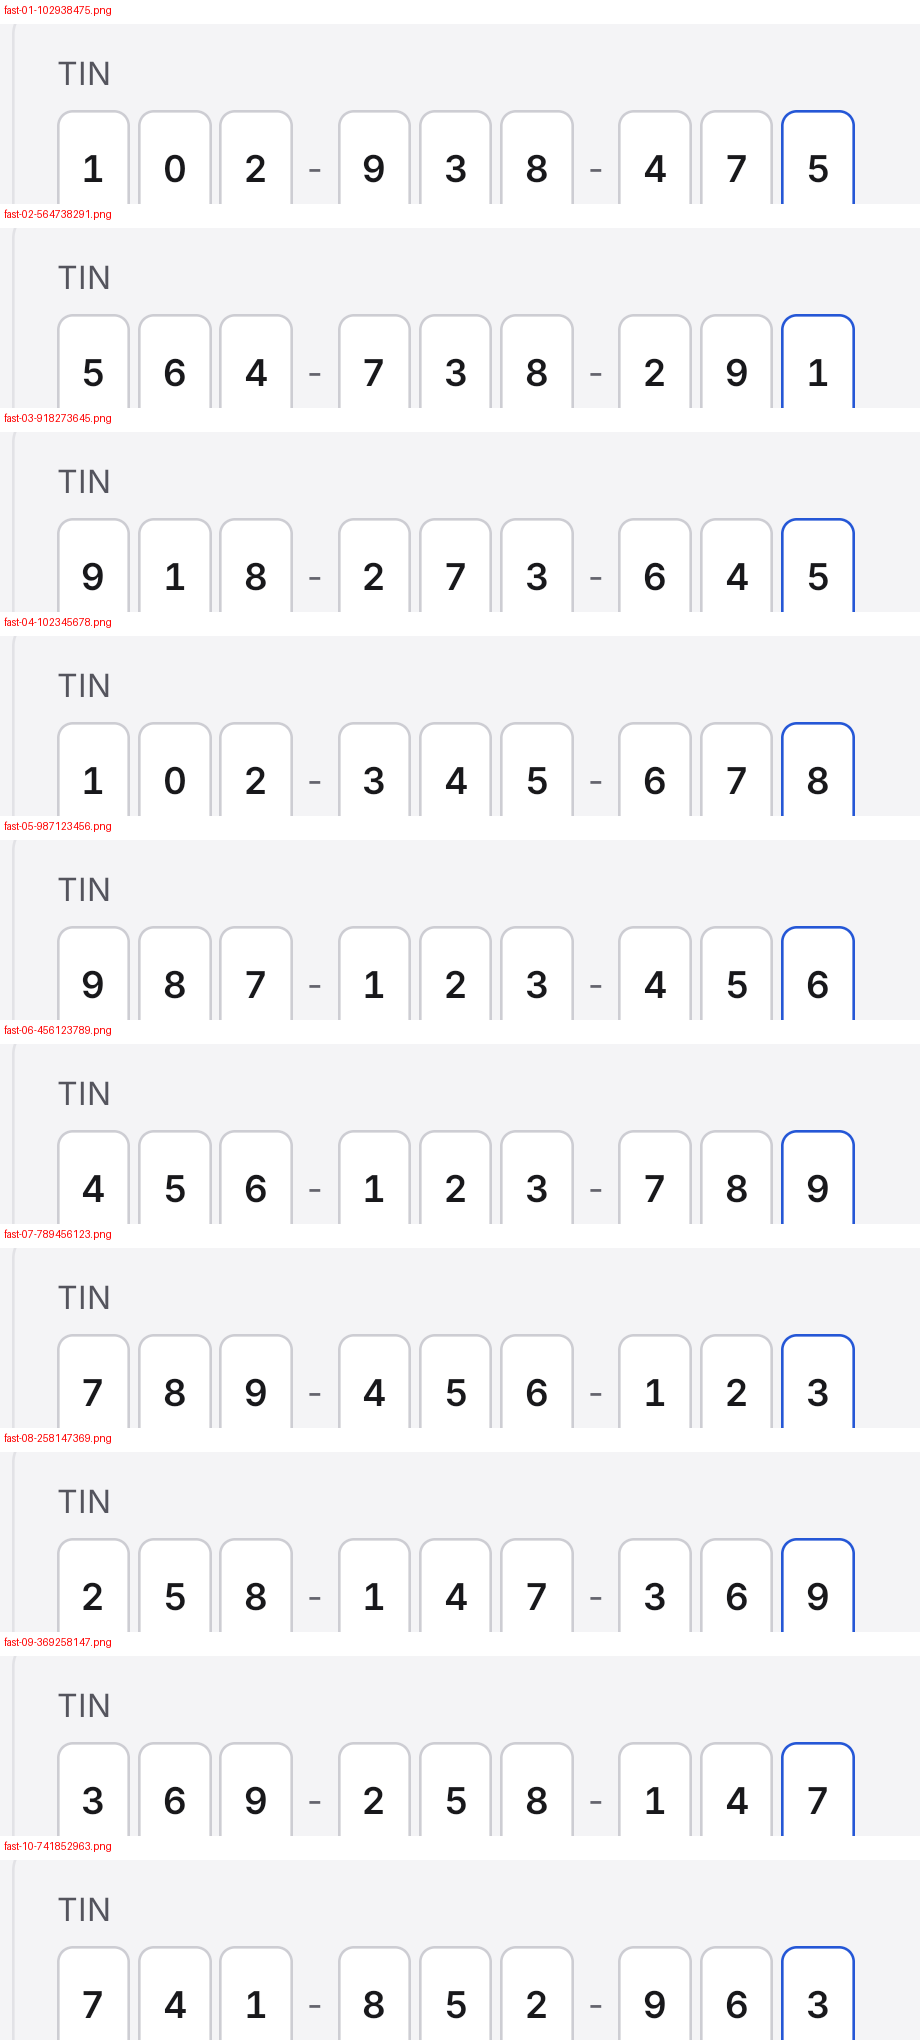 fast-01-102938475.png
TIN
1 0 2 - 9 3 8 - 4 7 5
fast-02-564738291.png
TIN
5 6 4 - 7 3 8 - 2 9 1
fast-03-918273645.png
TIN
9 1 8 - 2 7 3 - 6 4 5
fast-04-102345678.png
TIN
1 0 2 - 3 4 5 - 6 7 8
fast-05-987123456.png
TIN
9 8 7 - 1 2 3 - 4 5 6
fast-06-456123789.png
TIN
4 5 6 - 1 2 3 - 7 8 9
fast-07-789456123.png
TIN
7 8 9 - 4 5 6 - 1 2 3
fast-08-258147369.png
TIN
2 5 8 - 1 4 7 - 3 6 9
fast-09-369258147.png
TIN
3 6 9 - 2 5 8 - 1 4 7
fast-10-741852963.png
TIN
7 4 1 - 8 5 2 - 9 6 3